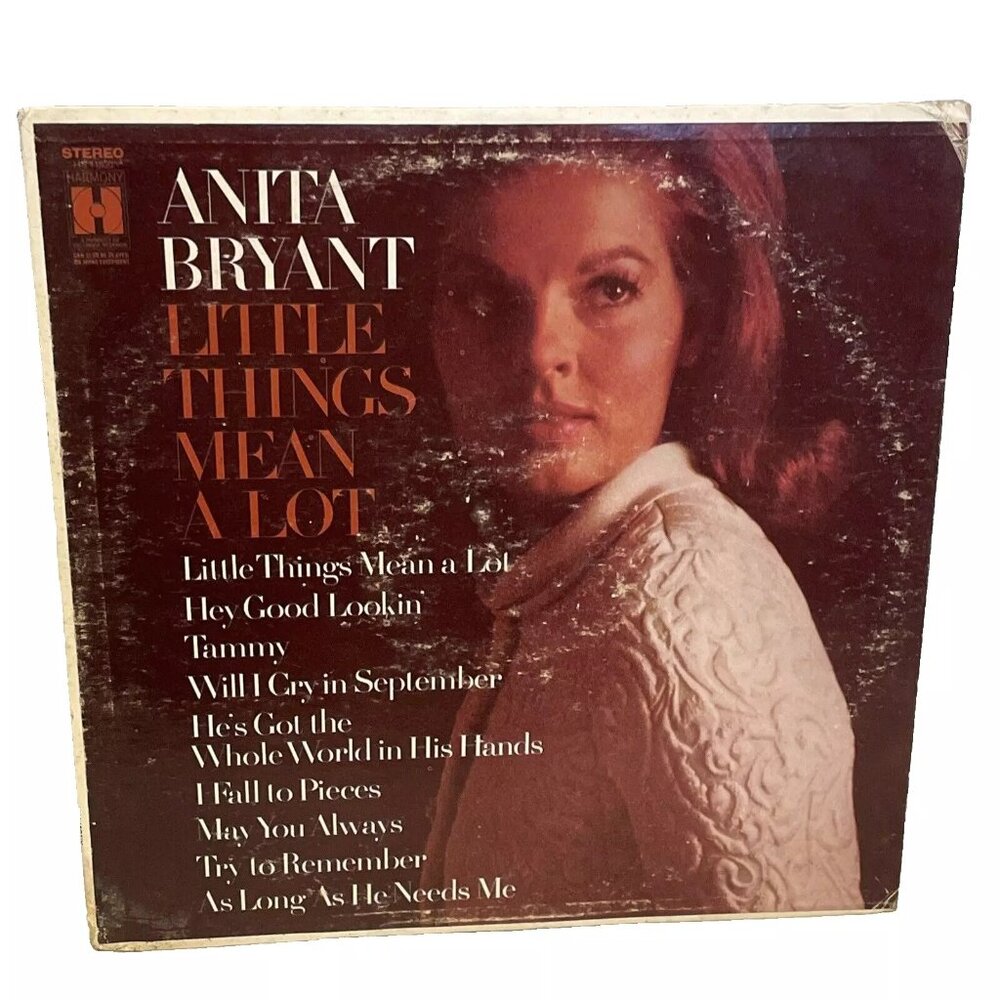 STEREO
HARMONY
ANITA
BRYANT
LITTLE
THINGS
MEAN
A LOT
Little Things Mean a Lot
Hey Good Lookin'
Tammy
Will I Cry in September
He's Got the
Whole World in His Hands
I Fall to Pieces
May You Always
Try to Remember
As Long As He Needs Me